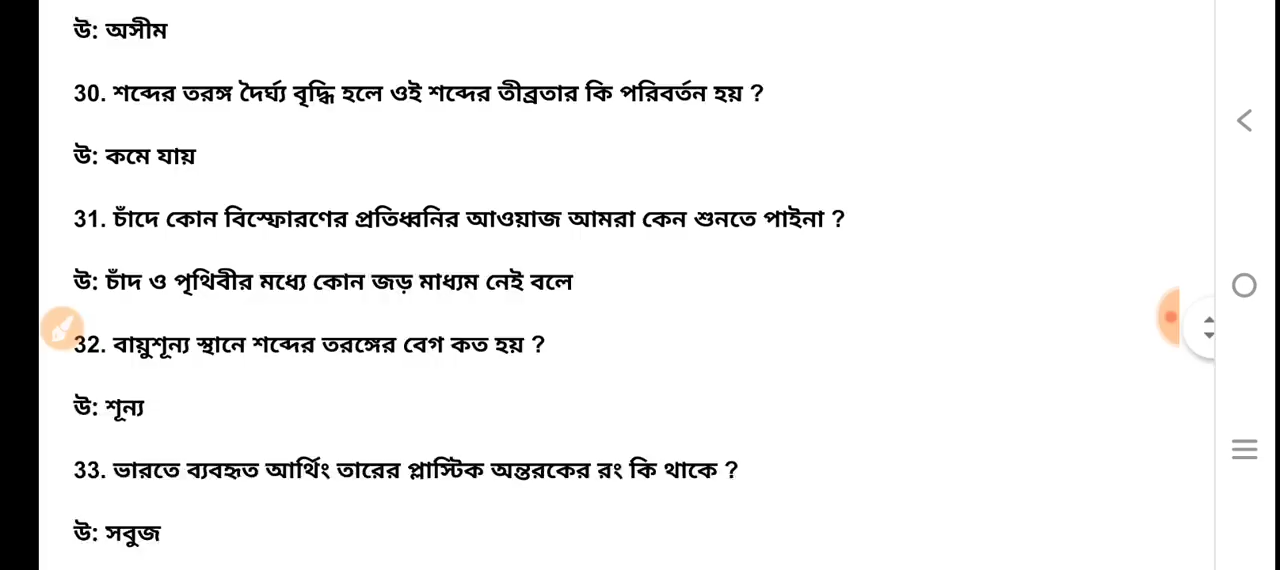 উ: অসীম
30. শব্দের তরঙ্গ দৈর্ঘ্য বৃদ্ধি হলে ওই শব্দের তীব্রতার কি পরিবর্তন হয় ?
উ: কমে যায়
31. চাঁদে কোন বিস্ফোরণের প্রতিধ্বনির আওয়াজ আমরা কেন শুনতে পাইনা ?
উ: চাঁদ ও পৃথিবীর মধ্যে কোন জড় মাধ্যম নেই বলে
32. বায়ুশূন্য স্থানে শব্দের তরঙ্গের বেগ কত হয় ?
উ: শূন্য
33. ভারতে ব্যবহৃত আর্থিং তারের প্লাস্টিক অন্তরকের রং কি থাকে ?
উ: সবুজ